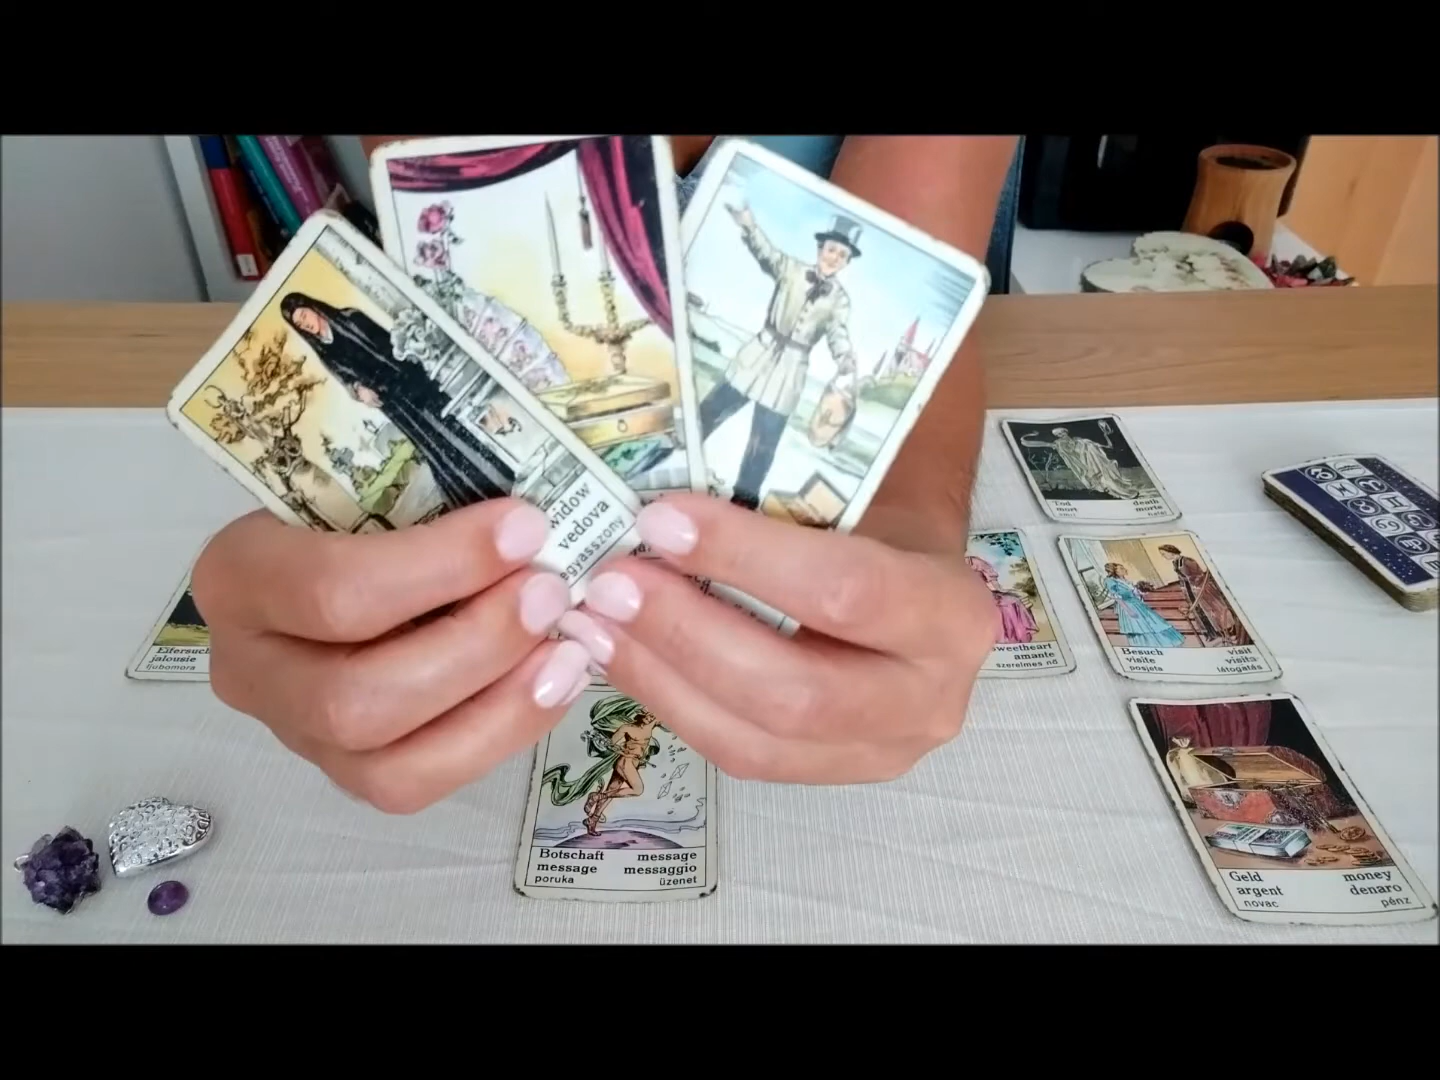 widow
vedova
egyasszony
Tod death
mort morte
Eifersuch
jalousie
ljubomora
sweetheart
amante
szerelmes nő
Besuch visit
visite visita
posjeta látogatás
Botschaft message
message messaggio
poruka üzenet
Geld money
argent denaro
novac pénz